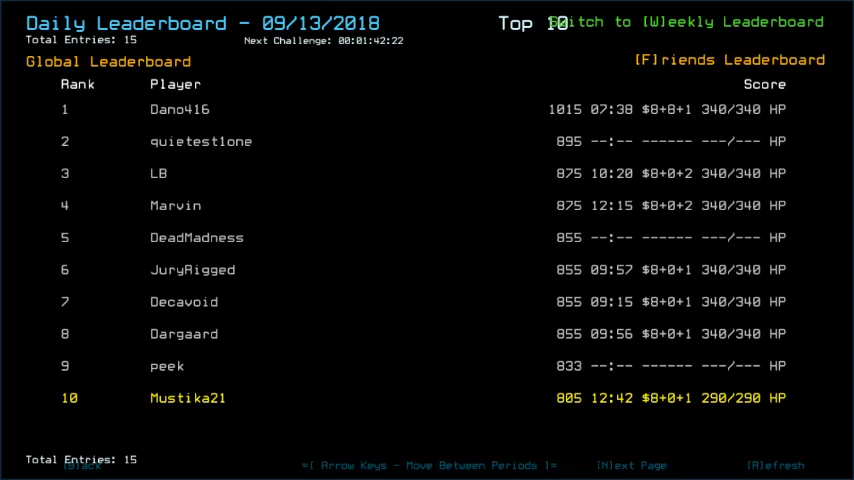 Daily Leaderboard - 09/13/2018 Top 10 Switch to [W]eekly Leaderboard
Total Entries: 15 Next Challenge: 00:01:42:22
Global Leaderboard [F]riends Leaderboard
Rank Player Score
1 Dano416 1015 07:38 $8+8+1 340/340 HP
2 quietest1one 895 --:-- ------ ---/--- HP
3 LB 875 10:20 $8+0+2 340/340 HP
4 Marvin 875 12:15 $8+0+2 340/340 HP
5 DeadMadness 855 --:-- ------ ---/--- HP
6 JuryRigged 855 09:57 $8+0+1 340/340 HP
7 Decavoid 855 09:15 $8+0+1 340/340 HP
8 Dargaard 855 09:56 $8+0+1 340/340 HP
9 peek 833 --:-- ------ ---/--- HP
10 Mustika21 805 12:42 $8+0+1 290/290 HP
Total Entries: 15
[B]ack =[ Arrow Keys - Move Between Periods ]= [N]ext Page [R]efresh